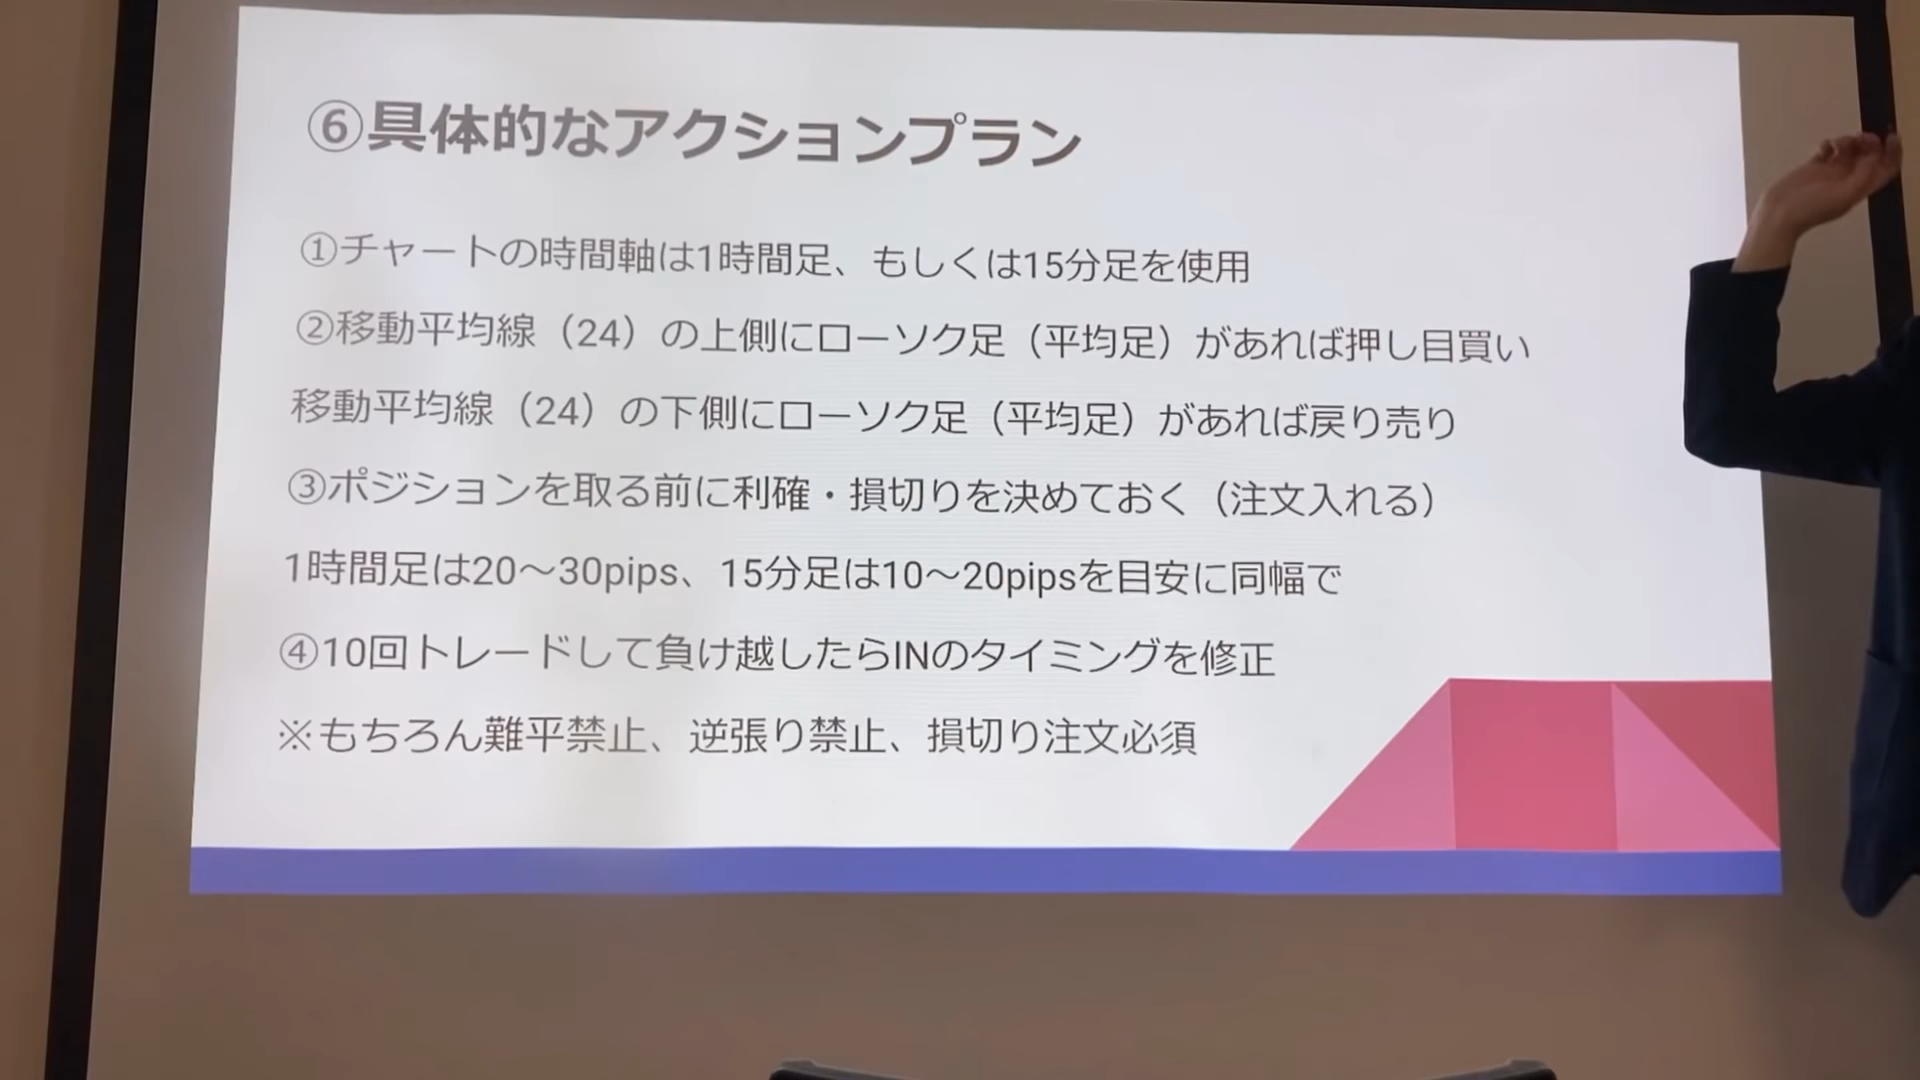 ⑥具体的なアクションプラン
①チャートの時間軸は1時間足、もしくは15分足を使用
②移動平均線（24）の上側にローソク足（平均足）があれば押し目買い
移動平均線（24）の下側にローソク足（平均足）があれば戻り売り
③ポジションを取る前に利確・損切りを決めておく（注文入れる）
1時間足は20〜30pips、15分足は10〜20pipsを目安に同幅で
④10回トレードして負け越したらINのタイミングを修正
※もちろん難平禁止、逆張り禁止、損切り注文必須